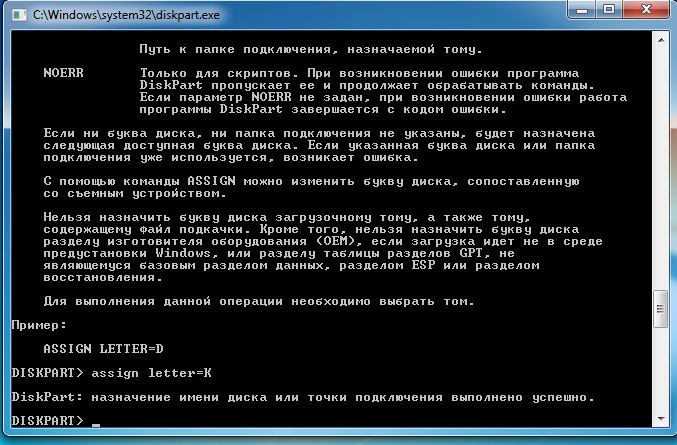 C:\Windows\system32\diskpart.exe
Путь к папке подключения, назначаемой тому.
NOERR Только для скриптов. При возникновении ошибки программа
DiskPart пропускает ее и продолжает обрабатывать команды.
Если параметр NOERR не задан, при возникновении ошибки работа
программы DiskPart завершается с кодом ошибки.
Если ни буква диска, ни папка подключения не указаны, будет назначена
следующая доступная буква диска. Если указанная буква диска или папка
подключения уже используется, возникает ошибка.
С помощью команды ASSIGN можно изменить букву диска, сопоставленную
со съемным устройством.
Нельзя назначить букву диска загрузочному тому, а также тому,
содержащему файл подкачки. Кроме того, нельзя назначить букву диска
разделу изготовителя оборудования (OEM), если загрузка идет не в среде
предустановки Windows, или разделу таблицы разделов GPT, не
являющемуся базовым разделом данных, разделом ESP или разделом
восстановления.
Для выполнения данной операции необходимо выбрать том.
Пример:
ASSIGN LETTER=D
DISKPART> assign letter=K
DiskPart: назначение имени диска или точки подключения выполнено успешно.
DISKPART> _